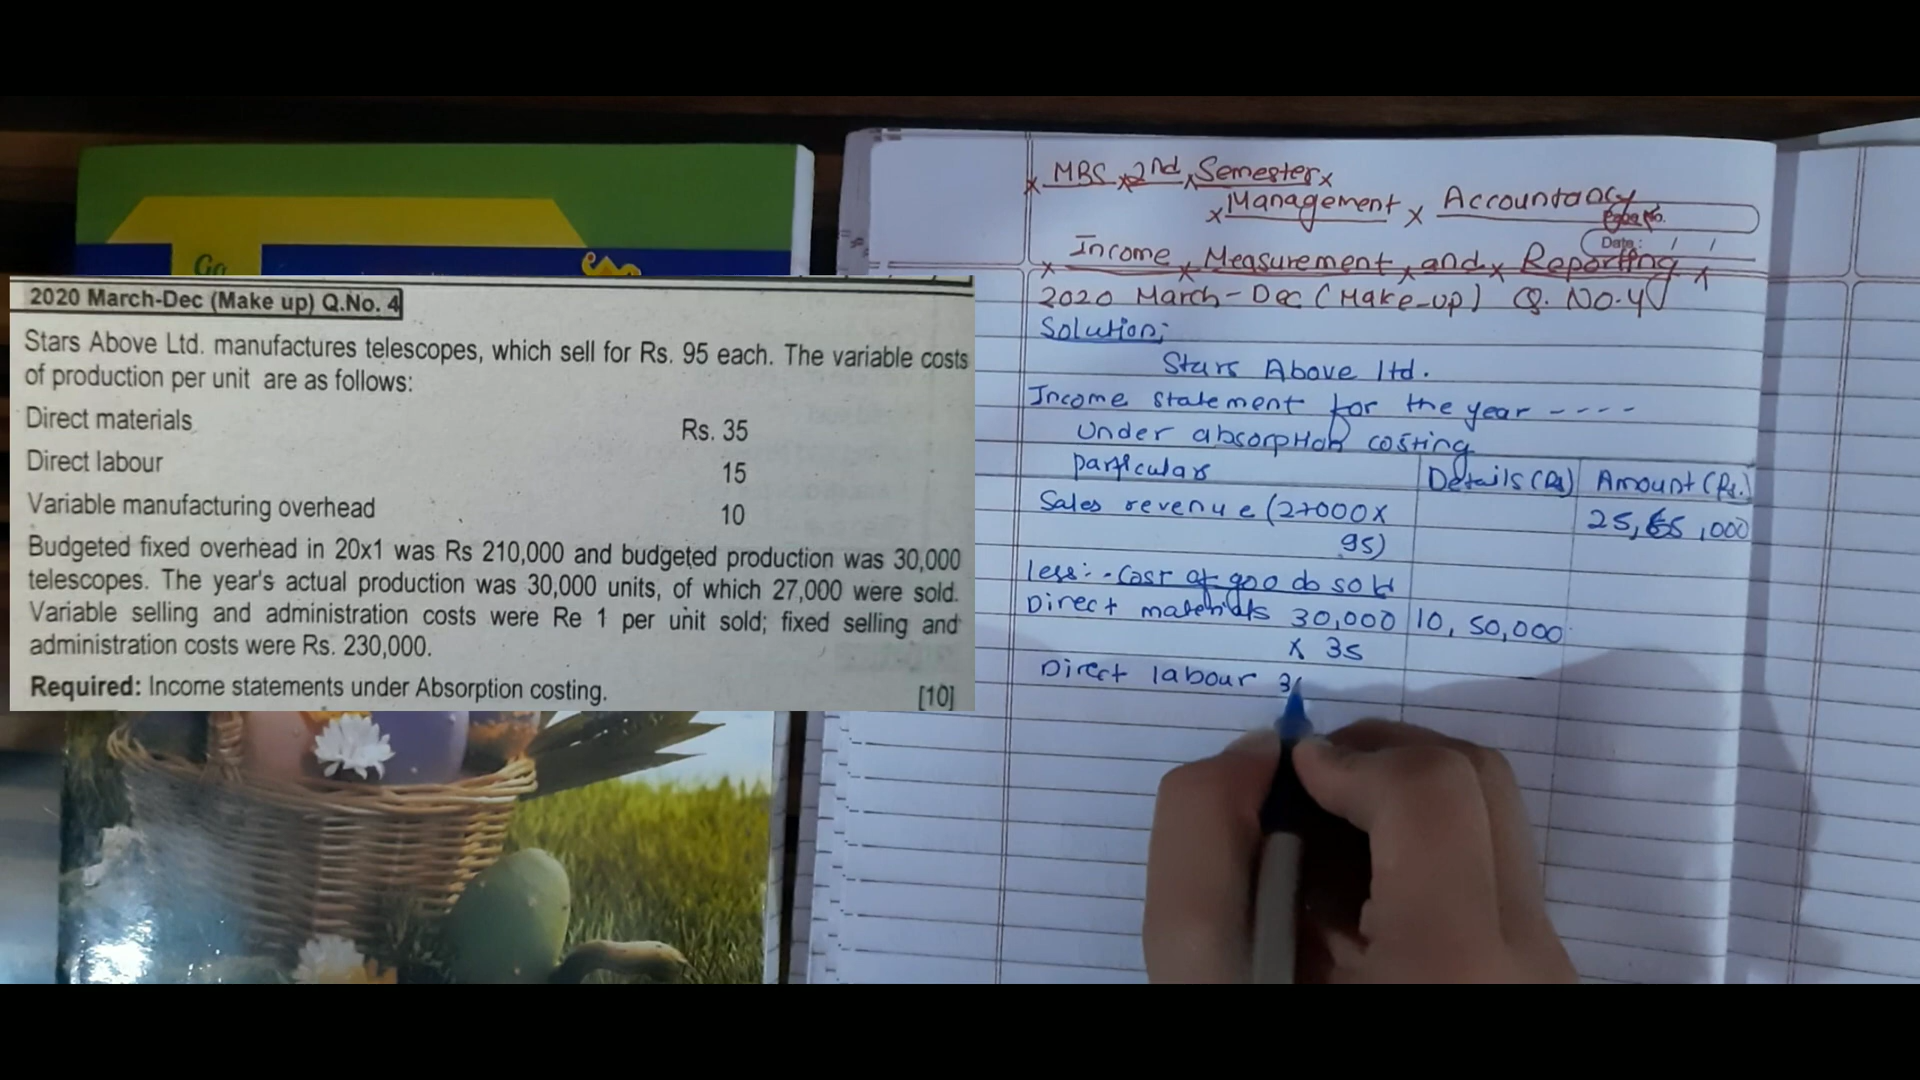 Go
2020 March-Dec (Make up) Q.No. 4
Stars Above Ltd. manufactures telescopes, which sell for Rs. 95 each. The variable costs
of production per unit are as follows:
Direct materials Rs. 35
Direct labour 15
Variable manufacturing overhead 10
Budgeted fixed overhead in 20x1 was Rs 210,000 and budgeted production was 30,000
telescopes. The year's actual production was 30,000 units, of which 27,000 were sold.
Variable selling and administration costs were Re 1 per unit sold; fixed selling and
administration costs were Rs. 230,000.
Required: Income statements under Absorption costing. [10]
MBS 2nd Semester
Management Accountancy
Page No.
Date: / /
Income Measurement and Reporting
2020 March-Dec (Make-up) Q. No.4
Solution;
Stars Above ltd.
Income statement for the year ----
Under absorption costing
particulars Details (Rs) Amount (Rs.)
Sales revenue (27000 x 25,65,000
95)
less:- Cost of goods sold
Direct materials 30,000 10,50,000
x 35
Direct labour 3